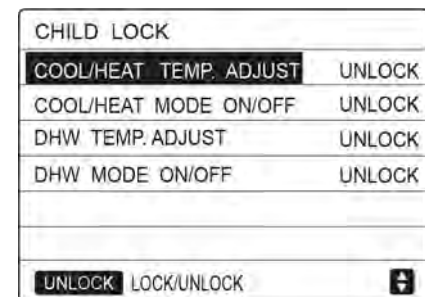 CHILD LOCK
COOL/HEAT TEMP. ADJUST UNLOCK
COOL/HEAT MODE ON/OFF UNLOCK
DHW TEMP. ADJUST UNLOCK
DHW MODE ON/OFF UNLOCK
UNLOCK LOCK/UNLOCK